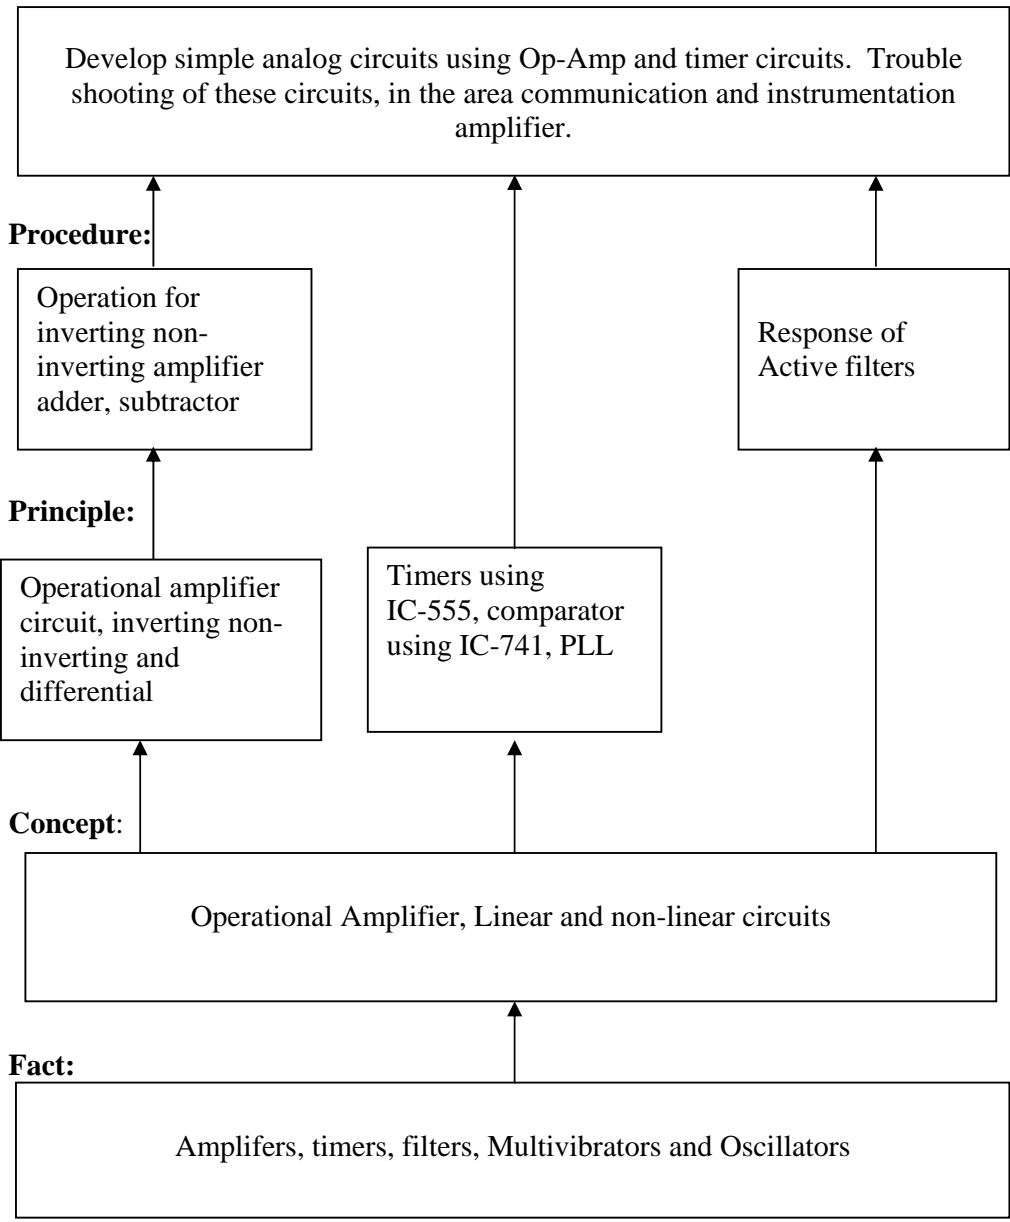 Develop simple analog circuits using Op-Amp and timer circuits.  Trouble
shooting of these circuits, in the area communication and instrumentation
amplifier.
Procedure:
Operation for
inverting non-
inverting amplifier
adder, subtractor
Response of
Active filters
Principle:
Operational amplifier
circuit, inverting non-
inverting and
differential
Timers using
IC-555, comparator
using IC-741, PLL
Concept:
Operational Amplifier, Linear and non-linear circuits
Fact:
Amplifers, timers, filters, Multivibrators and Oscillators